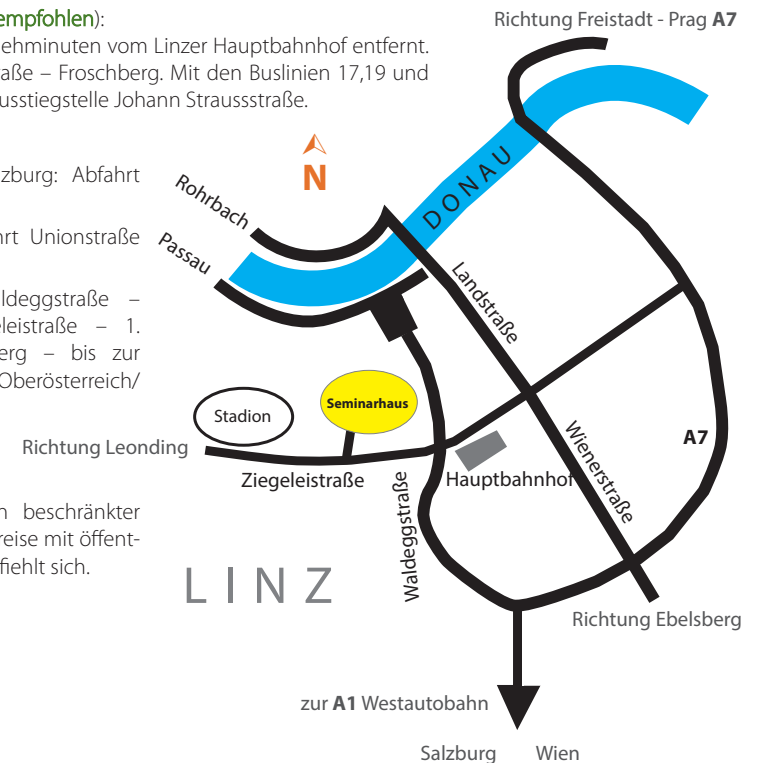 empfohlen):
ehminuten vom Linzer Hauptbahnhof entfernt.
raße – Froschberg. Mit den Buslinien 17,19 und
usstiegstelle Johann Straussstraße.
zburg: Abfahrt
rt Unionstraße
ldeggstraße –
eleistraße – 1.
erg – bis zur
Oberösterreich/
n beschränkter
reise mit öffent-
fiehlt sich.
Richtung Freistadt - Prag A7
N
Rohrbach
Passau
DONAU
Landstraße
Stadion
Seminarhaus
Richtung Leonding
Ziegeleistraße
Hauptbahnhof
Waldeggstraße
Wienerstraße
A7
LINZ
Richtung Ebelsberg
zur A1 Westautobahn
Salzburg Wien